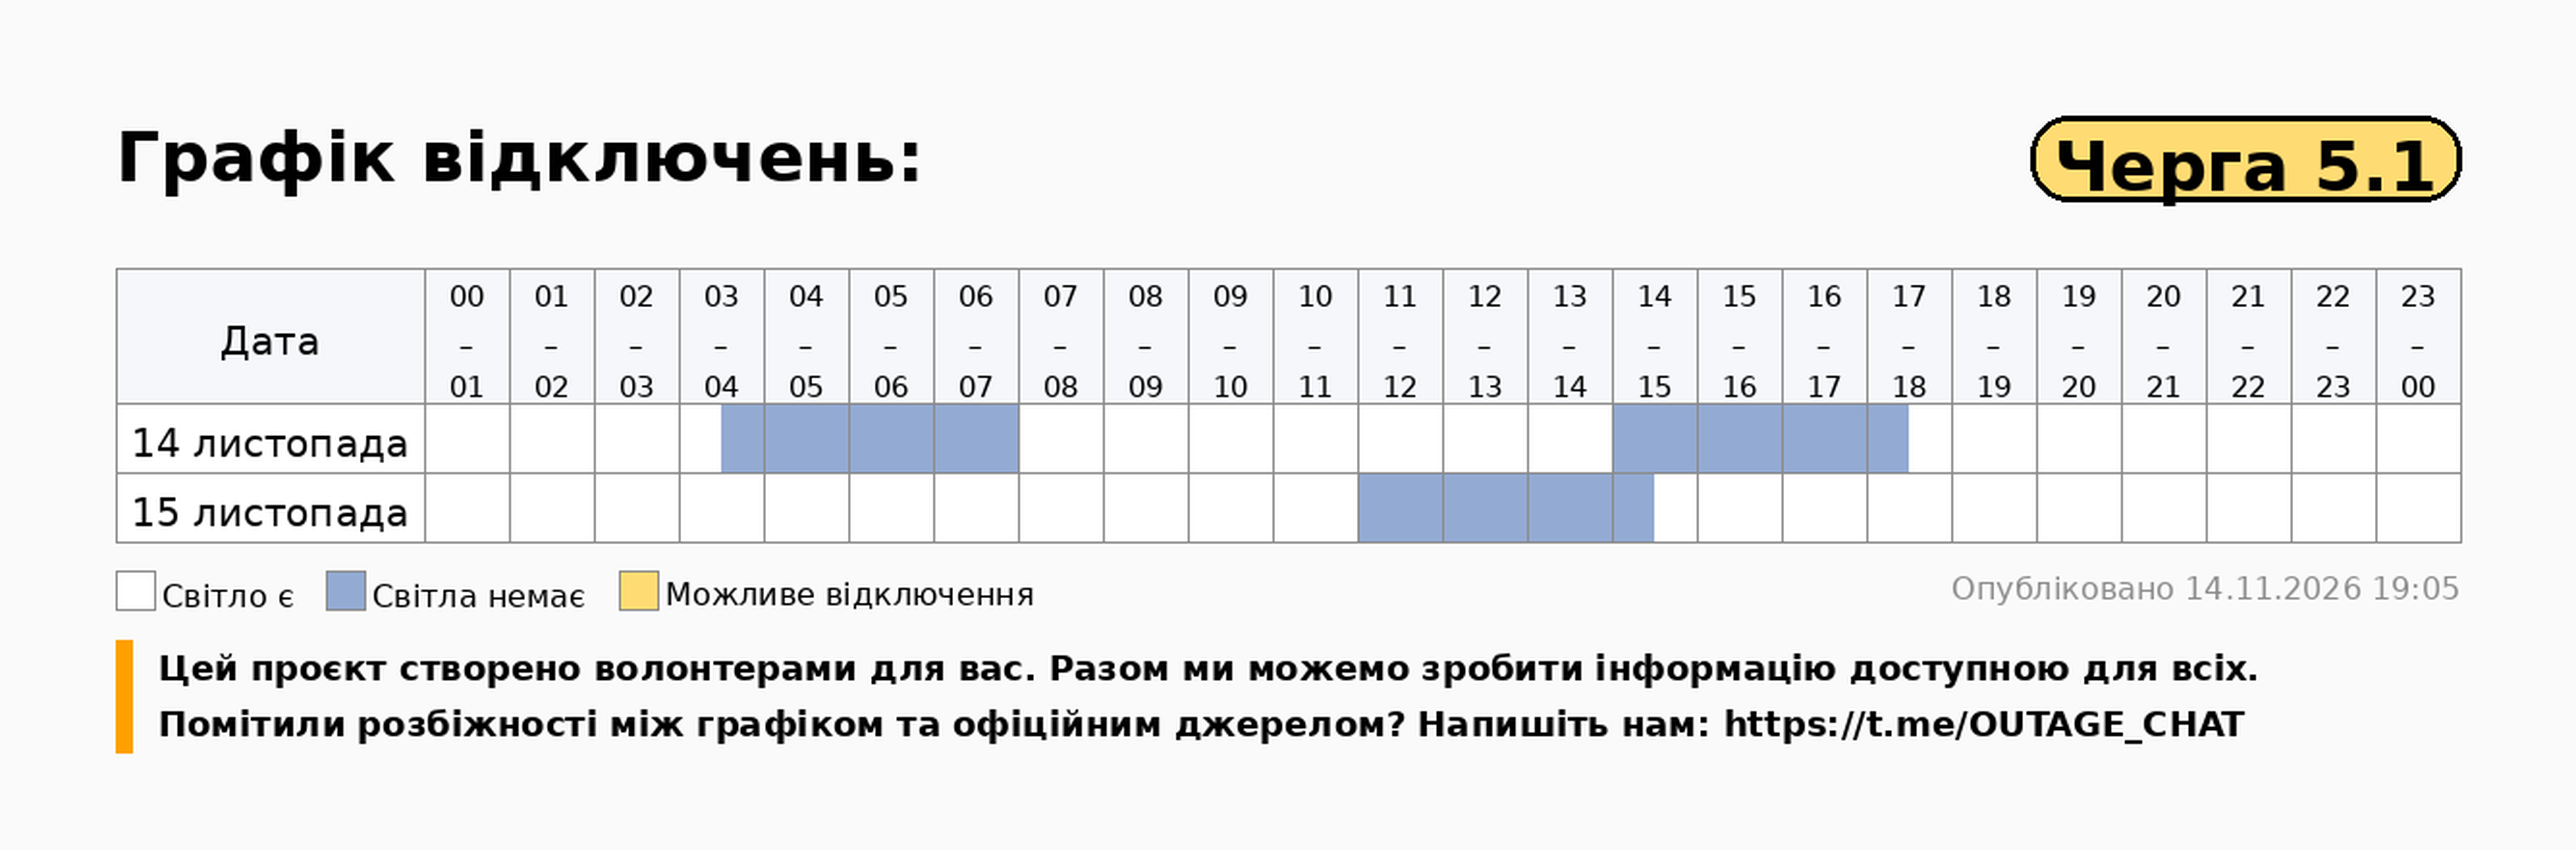 Графік відключень:
Черга 5.1
Дата 00 – 01 01 – 02 02 – 03 03 – 04 04 – 05 05 – 06 06 – 07 07 – 08 08 – 09 09 – 10 10 – 11 11 – 12 12 – 13 13 – 14 14 – 15 15 – 16 16 – 17 17 – 18 18 – 19 19 – 20 20 – 21 21 – 22 22 – 23 23 – 00
14 листопада
15 листопада
Світло є Світла немає Можливе відключення
Опубліковано 14.11.2026 19:05
Цей проєкт створено волонтерами для вас. Разом ми можемо зробити інформацію доступною для всіх.
Помітили розбіжності між графіком та офіційним джерелом? Напишіть нам: https://t.me/OUTAGE_CHAT